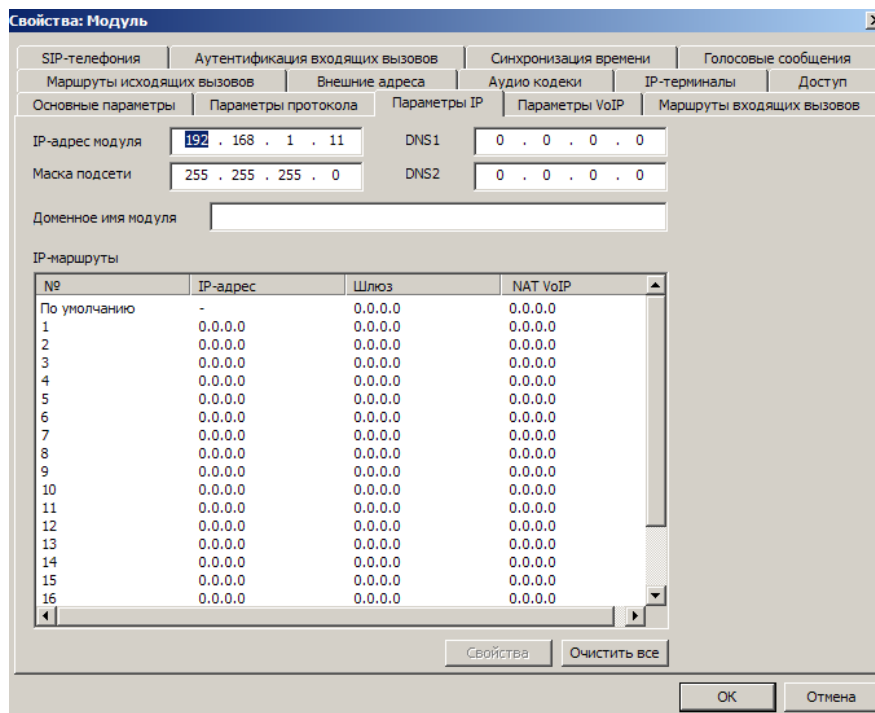 Свойства: Модуль
SIP-телефония Аутентификация входящих вызовов Синхронизация времени Голосовые сообщения
Маршруты исходящих вызовов Внешние адреса Аудио кодеки IP-терминалы Доступ
Основные параметры Параметры протокола Параметры IP Параметры VoIP Маршруты входящих вызовов
IP-адрес модуля 192 . 168 . 1 . 11 DNS1 0 . 0 . 0 . 0
Маска подсети 255 . 255 . 255 . 0 DNS2 0 . 0 . 0 . 0
Доменное имя модуля
IP-маршруты
№ IP-адрес Шлюз NAT VoIP
По умолчанию - 0.0.0.0 0.0.0.0
1 0.0.0.0 0.0.0.0 0.0.0.0
2 0.0.0.0 0.0.0.0 0.0.0.0
3 0.0.0.0 0.0.0.0 0.0.0.0
4 0.0.0.0 0.0.0.0 0.0.0.0
5 0.0.0.0 0.0.0.0 0.0.0.0
6 0.0.0.0 0.0.0.0 0.0.0.0
7 0.0.0.0 0.0.0.0 0.0.0.0
8 0.0.0.0 0.0.0.0 0.0.0.0
9 0.0.0.0 0.0.0.0 0.0.0.0
10 0.0.0.0 0.0.0.0 0.0.0.0
11 0.0.0.0 0.0.0.0 0.0.0.0
12 0.0.0.0 0.0.0.0 0.0.0.0
13 0.0.0.0 0.0.0.0 0.0.0.0
14 0.0.0.0 0.0.0.0 0.0.0.0
15 0.0.0.0 0.0.0.0 0.0.0.0
16 0.0.0.0 0.0.0.0 0.0.0.0
Свойства Очистить все
OK Отмена